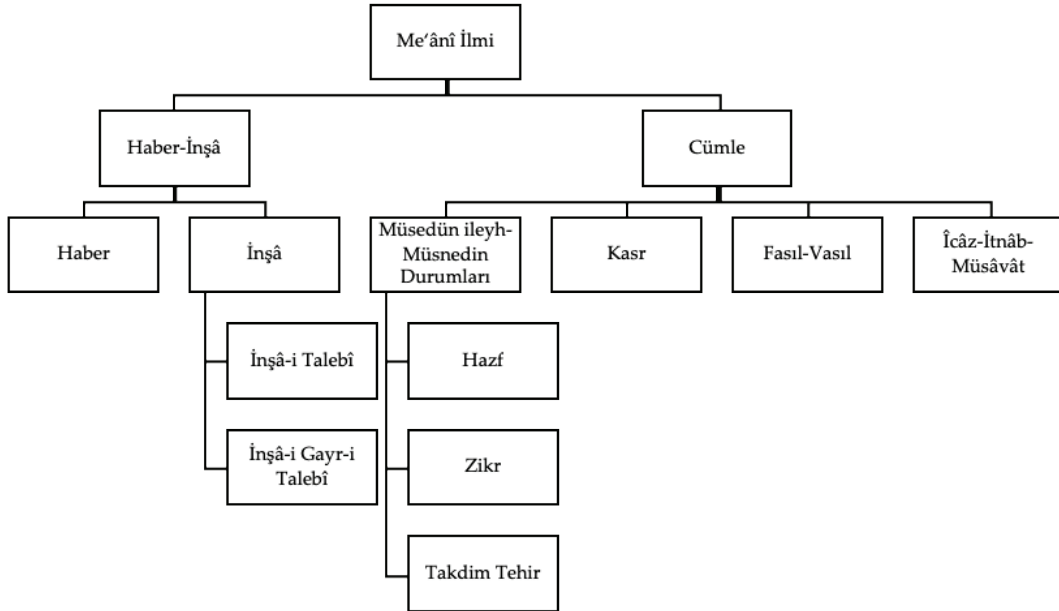 Me‘ânî İlmi
Haber-İnşâ
Cümle
Haber
İnşâ
Müsedün ileyh-
Müsnedin
Durumları
Kasr
Fasıl-Vasıl
Îcâz-İtnâb-
Müsâvât
İnşâ-i Talebî
Hazf
İnşâ-i Gayr-i
Talebî
Zikr
Takdim Tehir